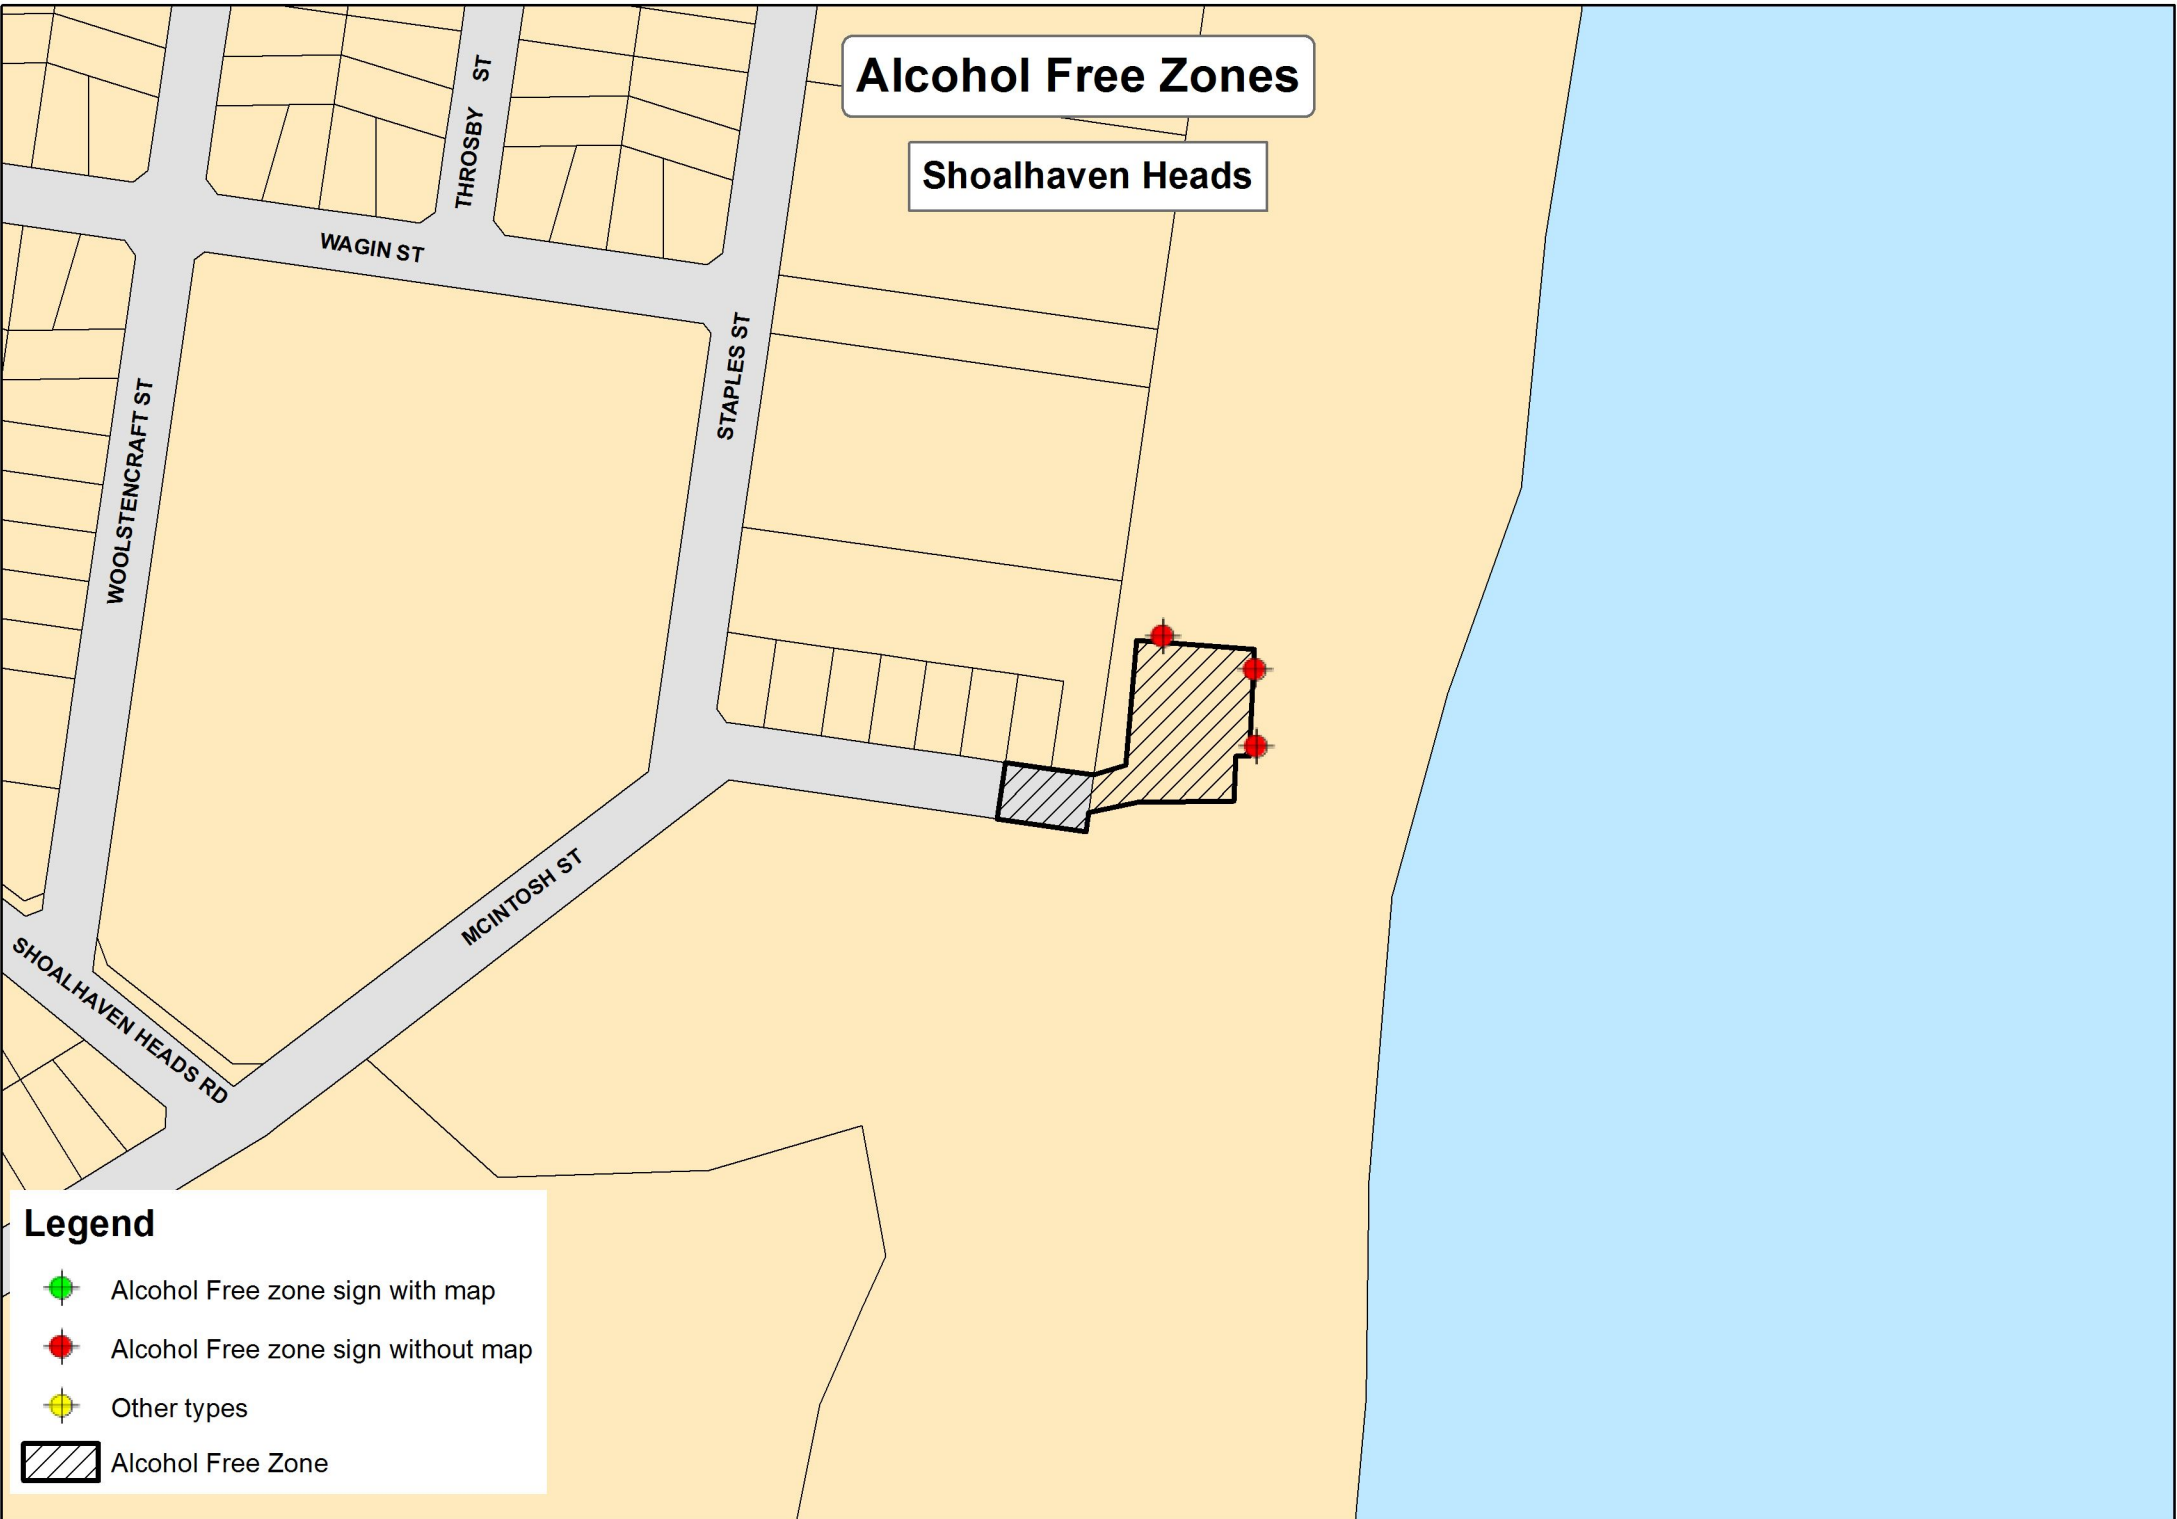 Alcohol Free Zones
Shoalhaven Heads
THROSBY ST
WAGIN ST
STAPLES ST
WOOLSTENCRAFT ST
MCINTOSH ST
SHOALHAVEN HEADS RD
Legend
Alcohol Free zone sign with map
Alcohol Free zone sign without map
Other types
Alcohol Free Zone